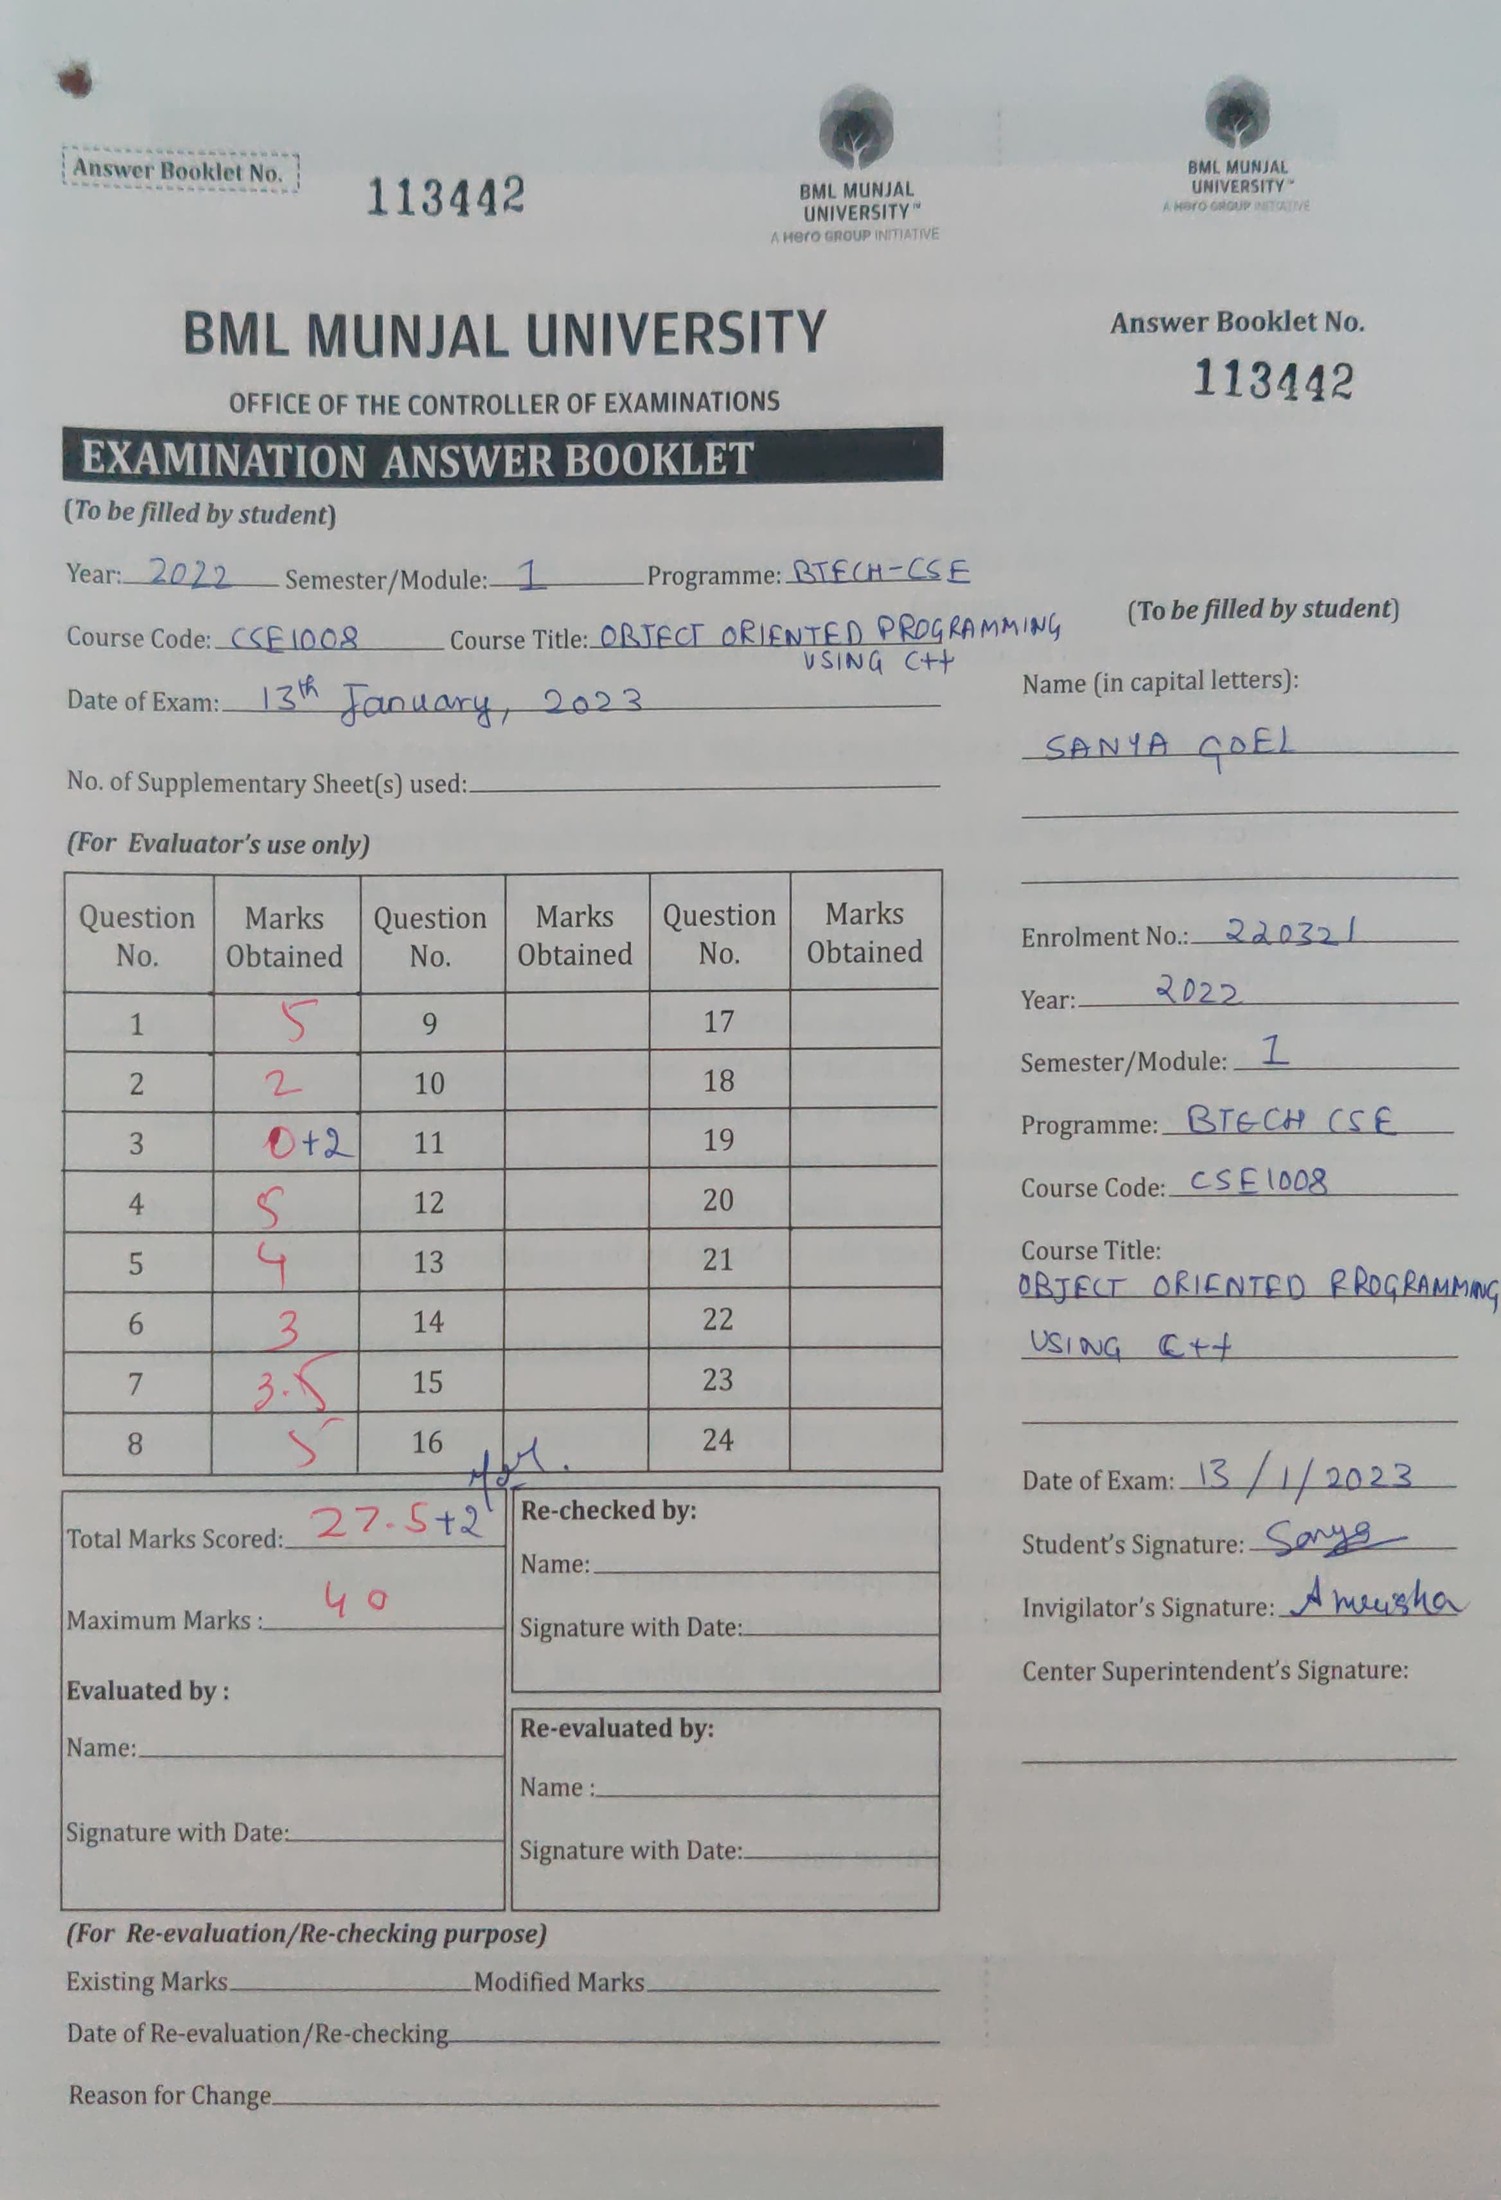 Answer Booklet No.
113442
BML MUNJAL
UNIVERSITY™
A Hero GROUP INITIATIVE
BML MUNJAL
UNIVERSITY™
A Hero GROUP INITIATIVE
BML MUNJAL UNIVERSITY
OFFICE OF THE CONTROLLER OF EXAMINATIONS
EXAMINATION ANSWER BOOKLET
(To be filled by student)
Year: 2022 Semester/Module: 1 Programme: BTECH-CSE
Course Code: CSE1008 Course Title: OBJECT ORIENTED PROGRAMMING
USING C++
Date of Exam: 13th January, 2023
No. of Supplementary Sheet(s) used:
(For Evaluator's use only)
Question No. Marks Obtained Question No. Marks Obtained Question No. Marks Obtained
1 5 9 17
2 2 10 18
3 0+2 11 19
4 5 12 20
5 4 13 21
6 3 14 22
7 3.5 15 23
8 5 16 24
Total Marks Scored: 27.5+2
Maximum Marks : 40
Evaluated by :
Name:
Signature with Date:
Re-checked by:
Name:
Signature with Date:
Re-evaluated by:
Name :
Signature with Date:
(For Re-evaluation/Re-checking purpose)
Existing Marks Modified Marks
Date of Re-evaluation/Re-checking
Reason for Change
Answer Booklet No.
113442
(To be filled by student)
Name (in capital letters):
SANYA GOEL
Enrolment No.: 220321
Year: 2022
Semester/Module: 1
Programme: BTECH CSE
Course Code: CSE1008
Course Title:
OBJECT ORIENTED PROGRAMMING
USING C++
Date of Exam: 13/1/2023
Student's Signature: Sanya
Invigilator's Signature:
Center Superintendent's Signature: